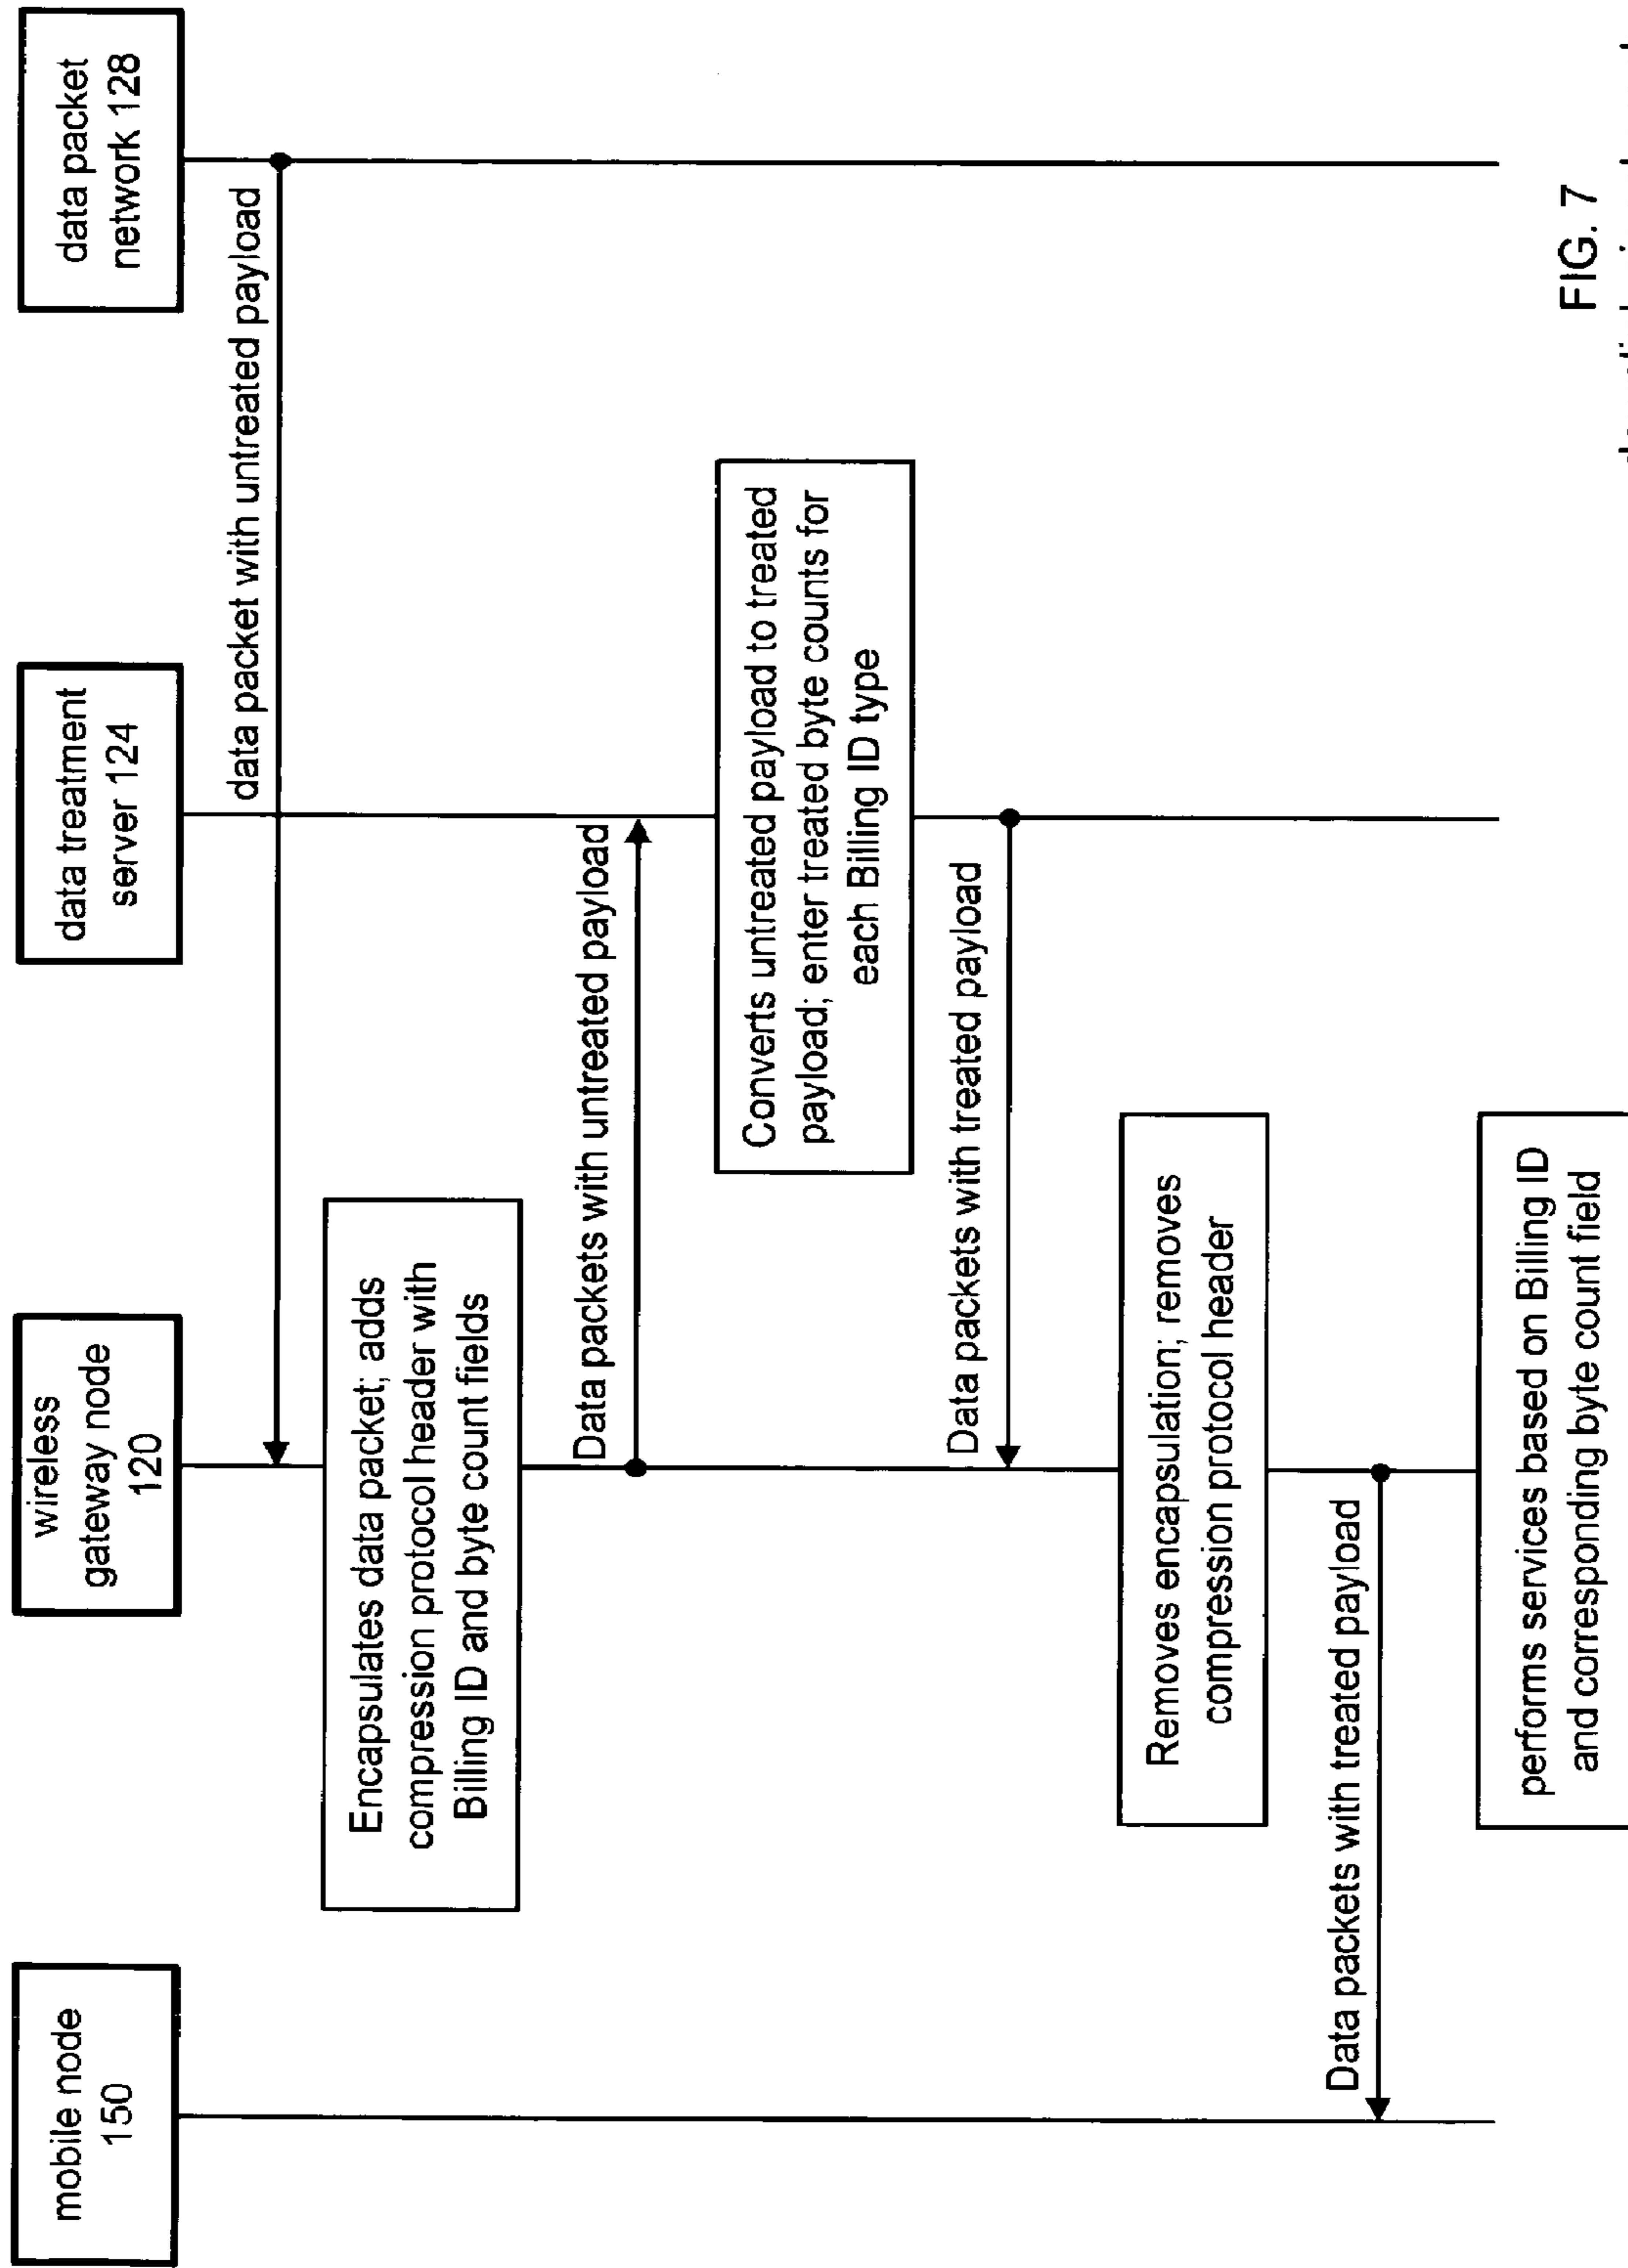 mobile node
150
wireless
gateway node
120
data treatment
server 124
data packet
network 128
data packet with untreated payload
Encapsulates data packet; adds
compression protocol header with
Billing ID and byte count fields
Data packets with untreated payload
Converts untreated payload to treated
payload; enter treated byte counts for
each Billing ID type
Data packets with treated payload
Removes encapsulation; removes
compression protocol header
Data packets with treated payload
performs services based on Billing ID
and corresponding byte count field
FIG. 7